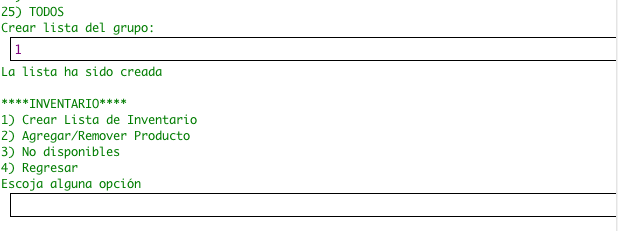 25) TODOS
Crear lista del grupo:
1
La lista ha sido creada
****INVENTARIO****
1) Crear Lista de Inventario
2) Agregar/Remover Producto
3) No disponibles
4) Regresar
Escoja alguna opción